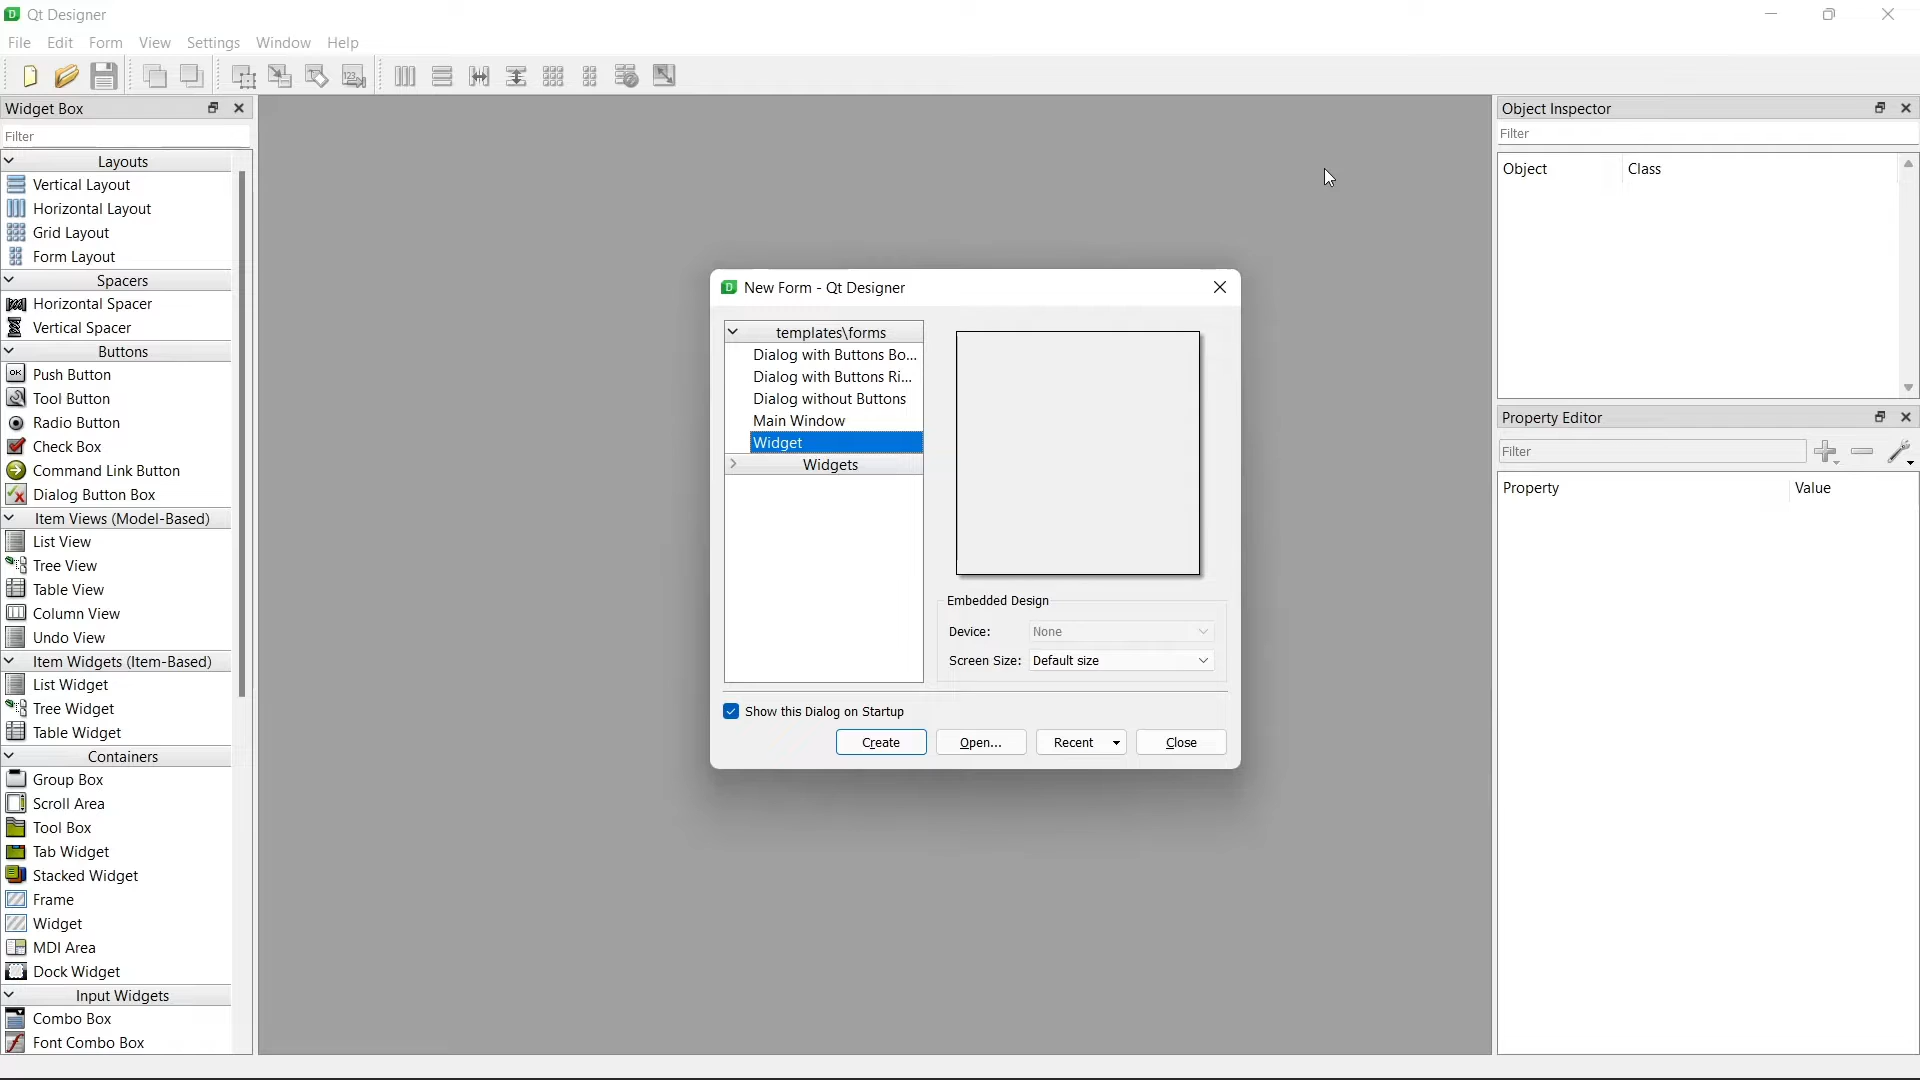 Qt Designer
File Edit Form View Settings Window Help
Widget Box
Filter
Layouts
Vertical Layout
Horizontal Layout
Grid Layout
Form Layout
Spacers
Horizontal Spacer
Vertical Spacer
Buttons
Push Button
Tool Button
Radio Button
Check Box
Command Link Button
Dialog Button Box
Item Views (Model-Based)
List View
Tree View
Table View
Column View
Undo View
Item Widgets (Item-Based)
List Widget
Tree Widget
Table Widget
Containers
Group Box
Scroll Area
Tool Box
Tab Widget
Stacked Widget
Frame
Widget
MDI Area
Dock Widget
Input Widgets
Combo Box
Font Combo Box
New Form - Qt Designer
templates\forms
Dialog with Buttons Bo...
Dialog with Buttons Ri...
Dialog without Buttons
Main Window
Widget
Widgets
Embedded Design
Device: None
Screen Size: Default size
Show this Dialog on Startup
Create Open... Recent Close
Object Inspector
Filter
Object Class
Property Editor
Filter
Property Value